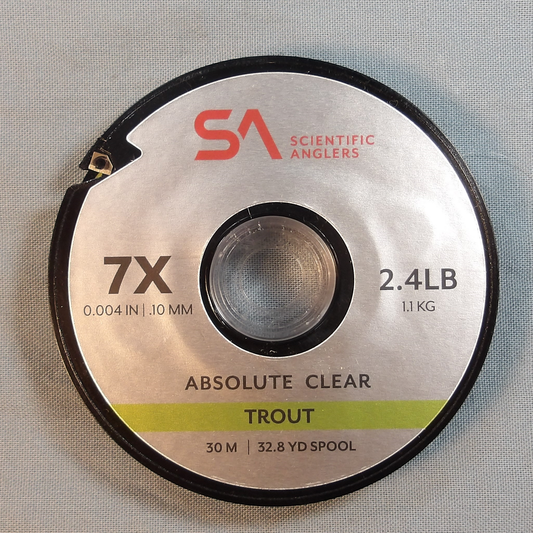 SA SCIENTIFIC
ANGLERS
7X
0.004 IN | .10 MM
2.4LB
1.1 KG
ABSOLUTE CLEAR
TROUT
30 M | 32.8 YD SPOOL